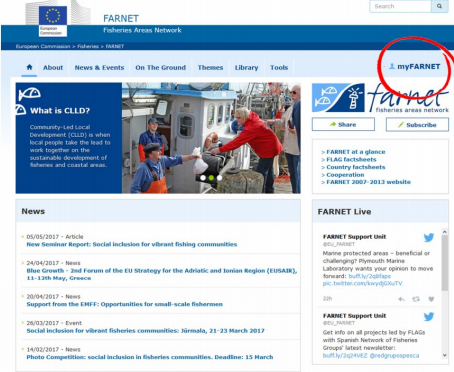 Search
European
Commission
FARNET
Fisheries Areas Network
European Commission > Fisheries > FARNET
About News & Events On The Ground Themes Library Tools
myFARNET
What is CLLD?
Community-Led Local
Development (CLLD) is when
local people take the lead to
work together on the
sustainable development of
fisheries and coastal areas.
farnet
fisheries areas network
Share Subscribe
> FARNET at a glance
> FLAG factsheets
> Country factsheets
> Cooperation
> FARNET 2007-2013 website
News
05/05/2017 - Article
New Seminar Report: Social inclusion for vibrant fishing communities
24/04/2017 - News
Blue Growth - 2nd Forum of the EU Strategy for the Adriatic and Ionian Region (EUSAIR),
11-12th May, Greece
20/04/2017 - News
Support from the EMFF: Opportunities for small-scale fishermen
26/03/2017 - Event
Social inclusion for vibrant fisheries communities: Jūrmala, 21-23 March 2017
14/02/2017 - News
Photo Competition: social inclusion in fisheries communities. Deadline: 15 March
FARNET Live
FARNET Support Unit
@EU_FARNET
Marine protected areas – beneficial or
challenging? Plymouth Marine
Laboratory wants your opinion to move
forward: buff.ly/2q8faps
pic.twitter.com/kwydjGXuTV
22h
FARNET Support Unit
@EU_FARNET
Get info on all projects led by FLAGs
with Spanish Network of Fisheries
Groups' latest newsletter:
buff.ly/2q24VEZ @redgrupospesca